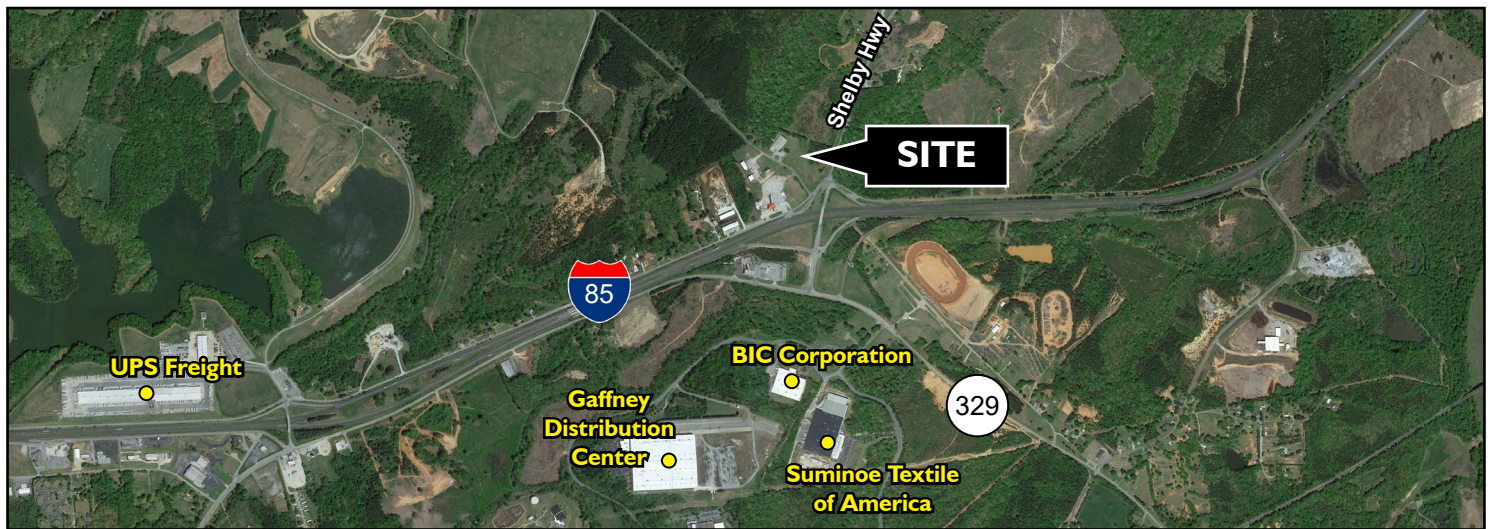 Shelby Hwy
SITE
85
UPS Freight
BIC Corporation
Gaffney
Distribution
Center
329
Suminoe Textile
of America